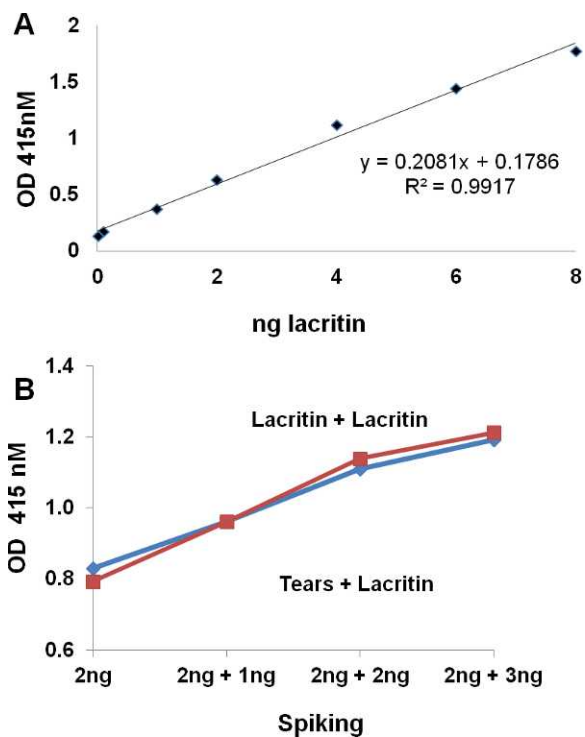 A
2
1.5
1
0.5
0
OD 415nM
y = 0.2081x + 0.1786
R² = 0.9917
0 2 4 6 8
ng lacritin
B
1.4
1.2
1.0
0.8
0.6
OD 415 nM
Lacritin + Lacritin
Tears + Lacritin
2ng 2ng + 1ng 2ng + 2ng 2ng + 3ng
Spiking